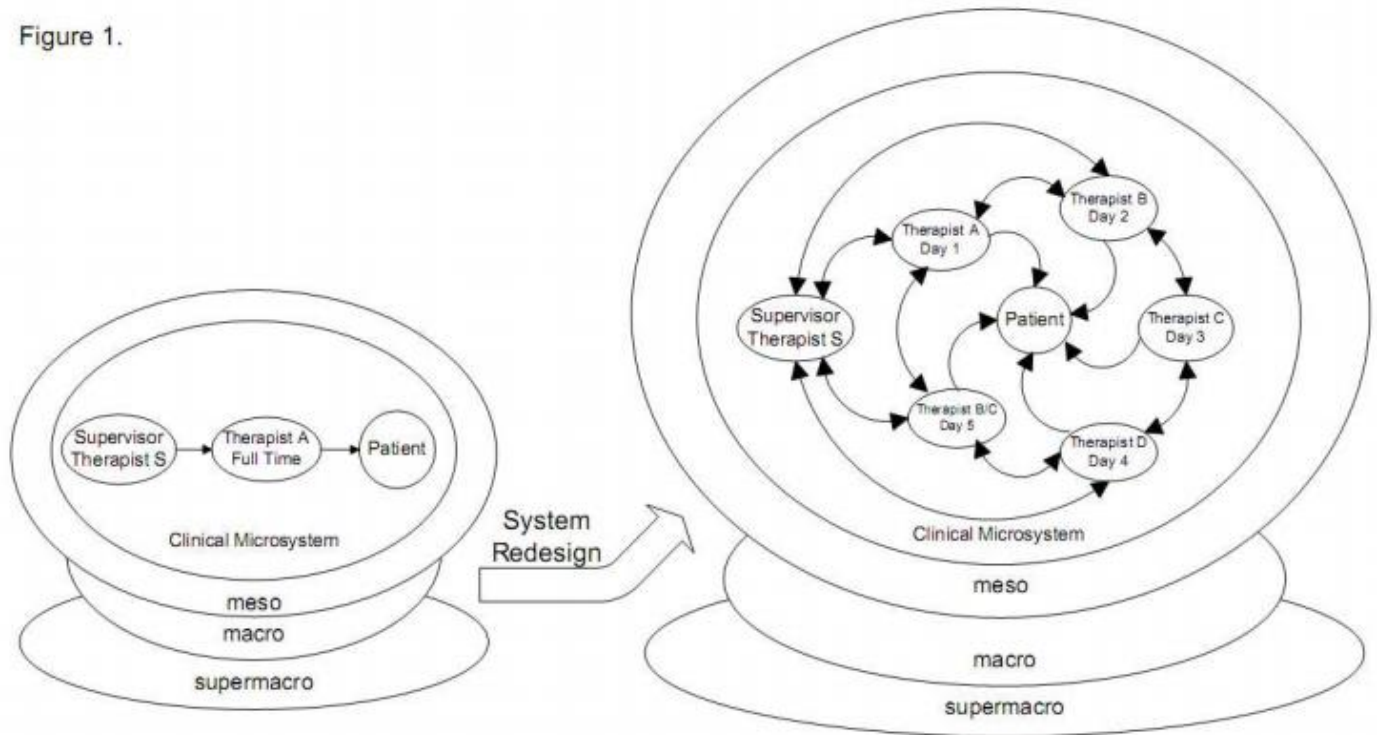 Figure 1.
Supervisor
Therapist S
Therapist A
Full Time
Patient
Clinical Microsystem
meso
macro
supermacro
System
Redesign
Therapist A
Day 1
Therapist B
Day 2
Supervisor
Therapist S
Patient
Therapist C
Day 3
Therapist B/C
Day 5
Therapist D
Day 4
Clinical Microsystem
meso
macro
supermacro